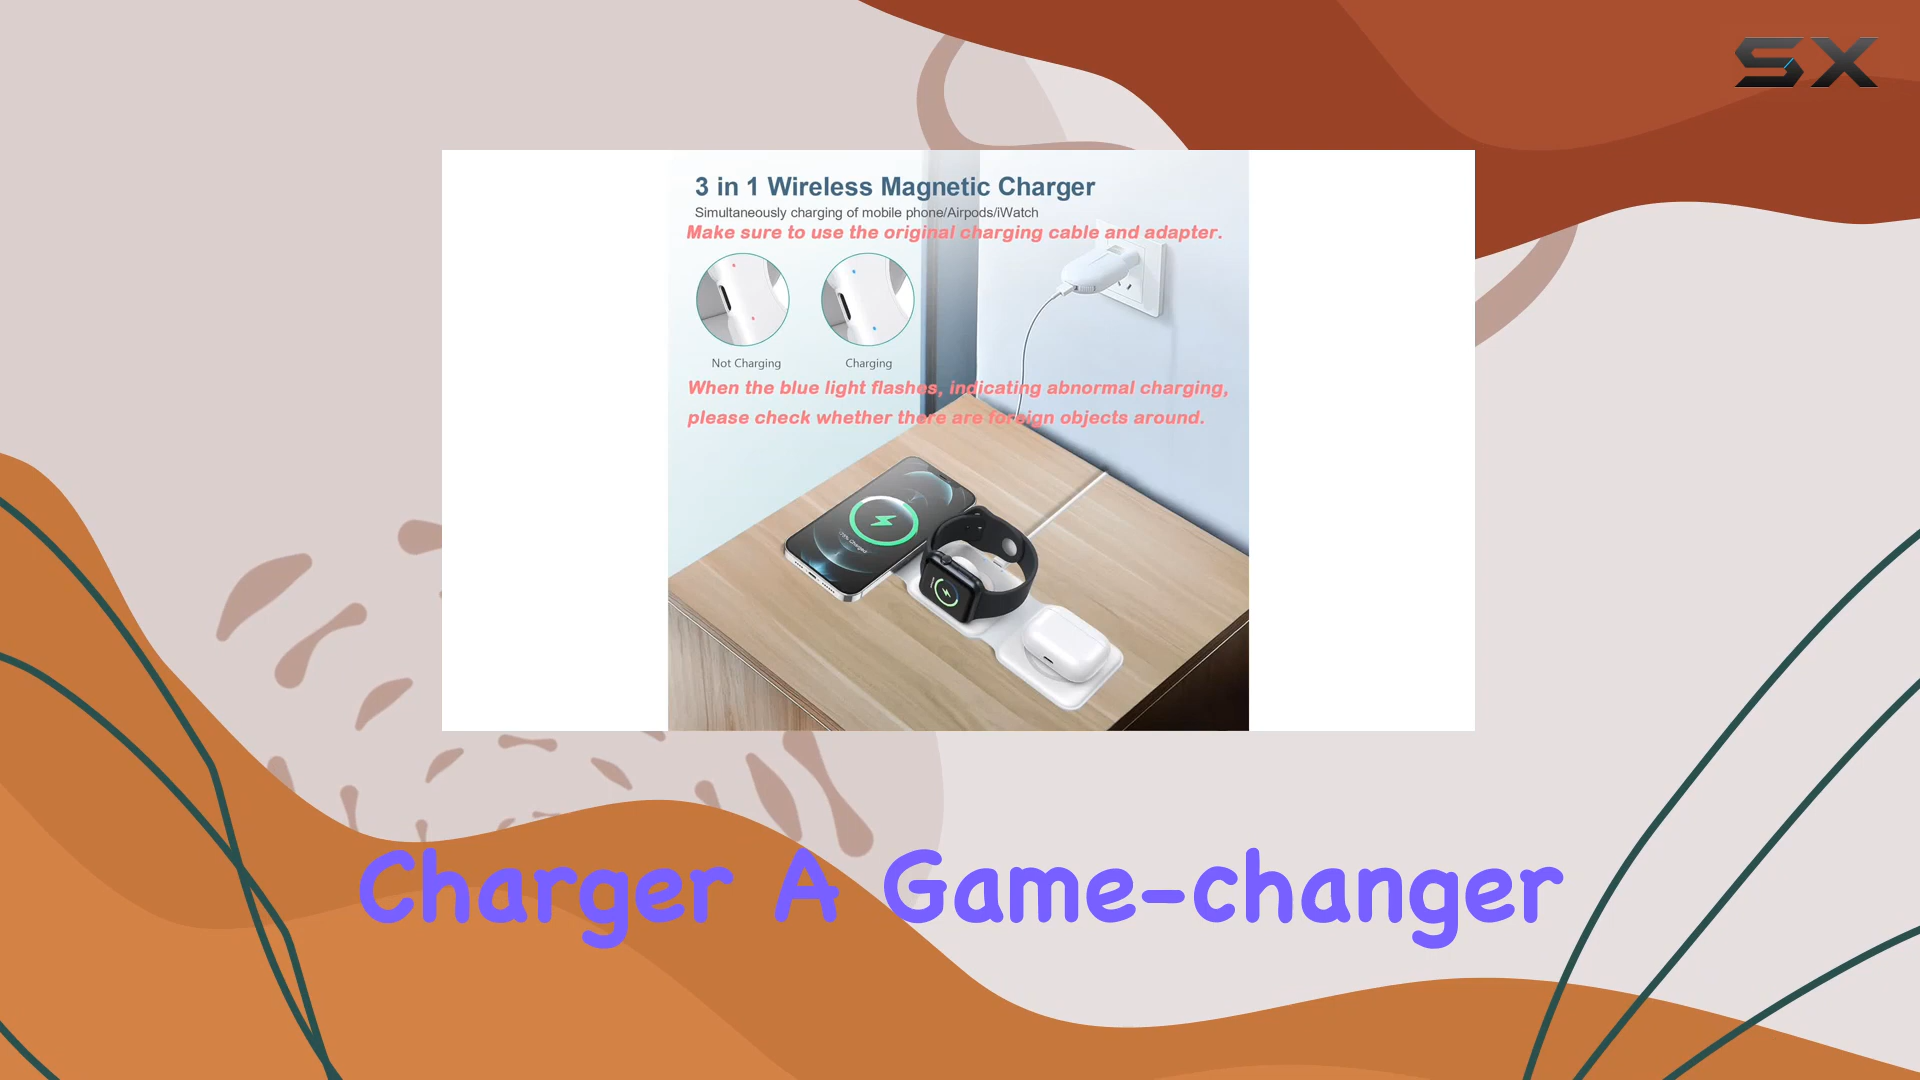 SX
3 in 1 Wireless Magnetic Charger
Simultaneously charging of mobile phone/Airpods/iWatch
Make sure to use the original charging cable and adapter.
Not Charging
Charging
When the blue light flashes, indicating abnormal charging,
please check whether there are foreign objects around.
Charger A Game-changer